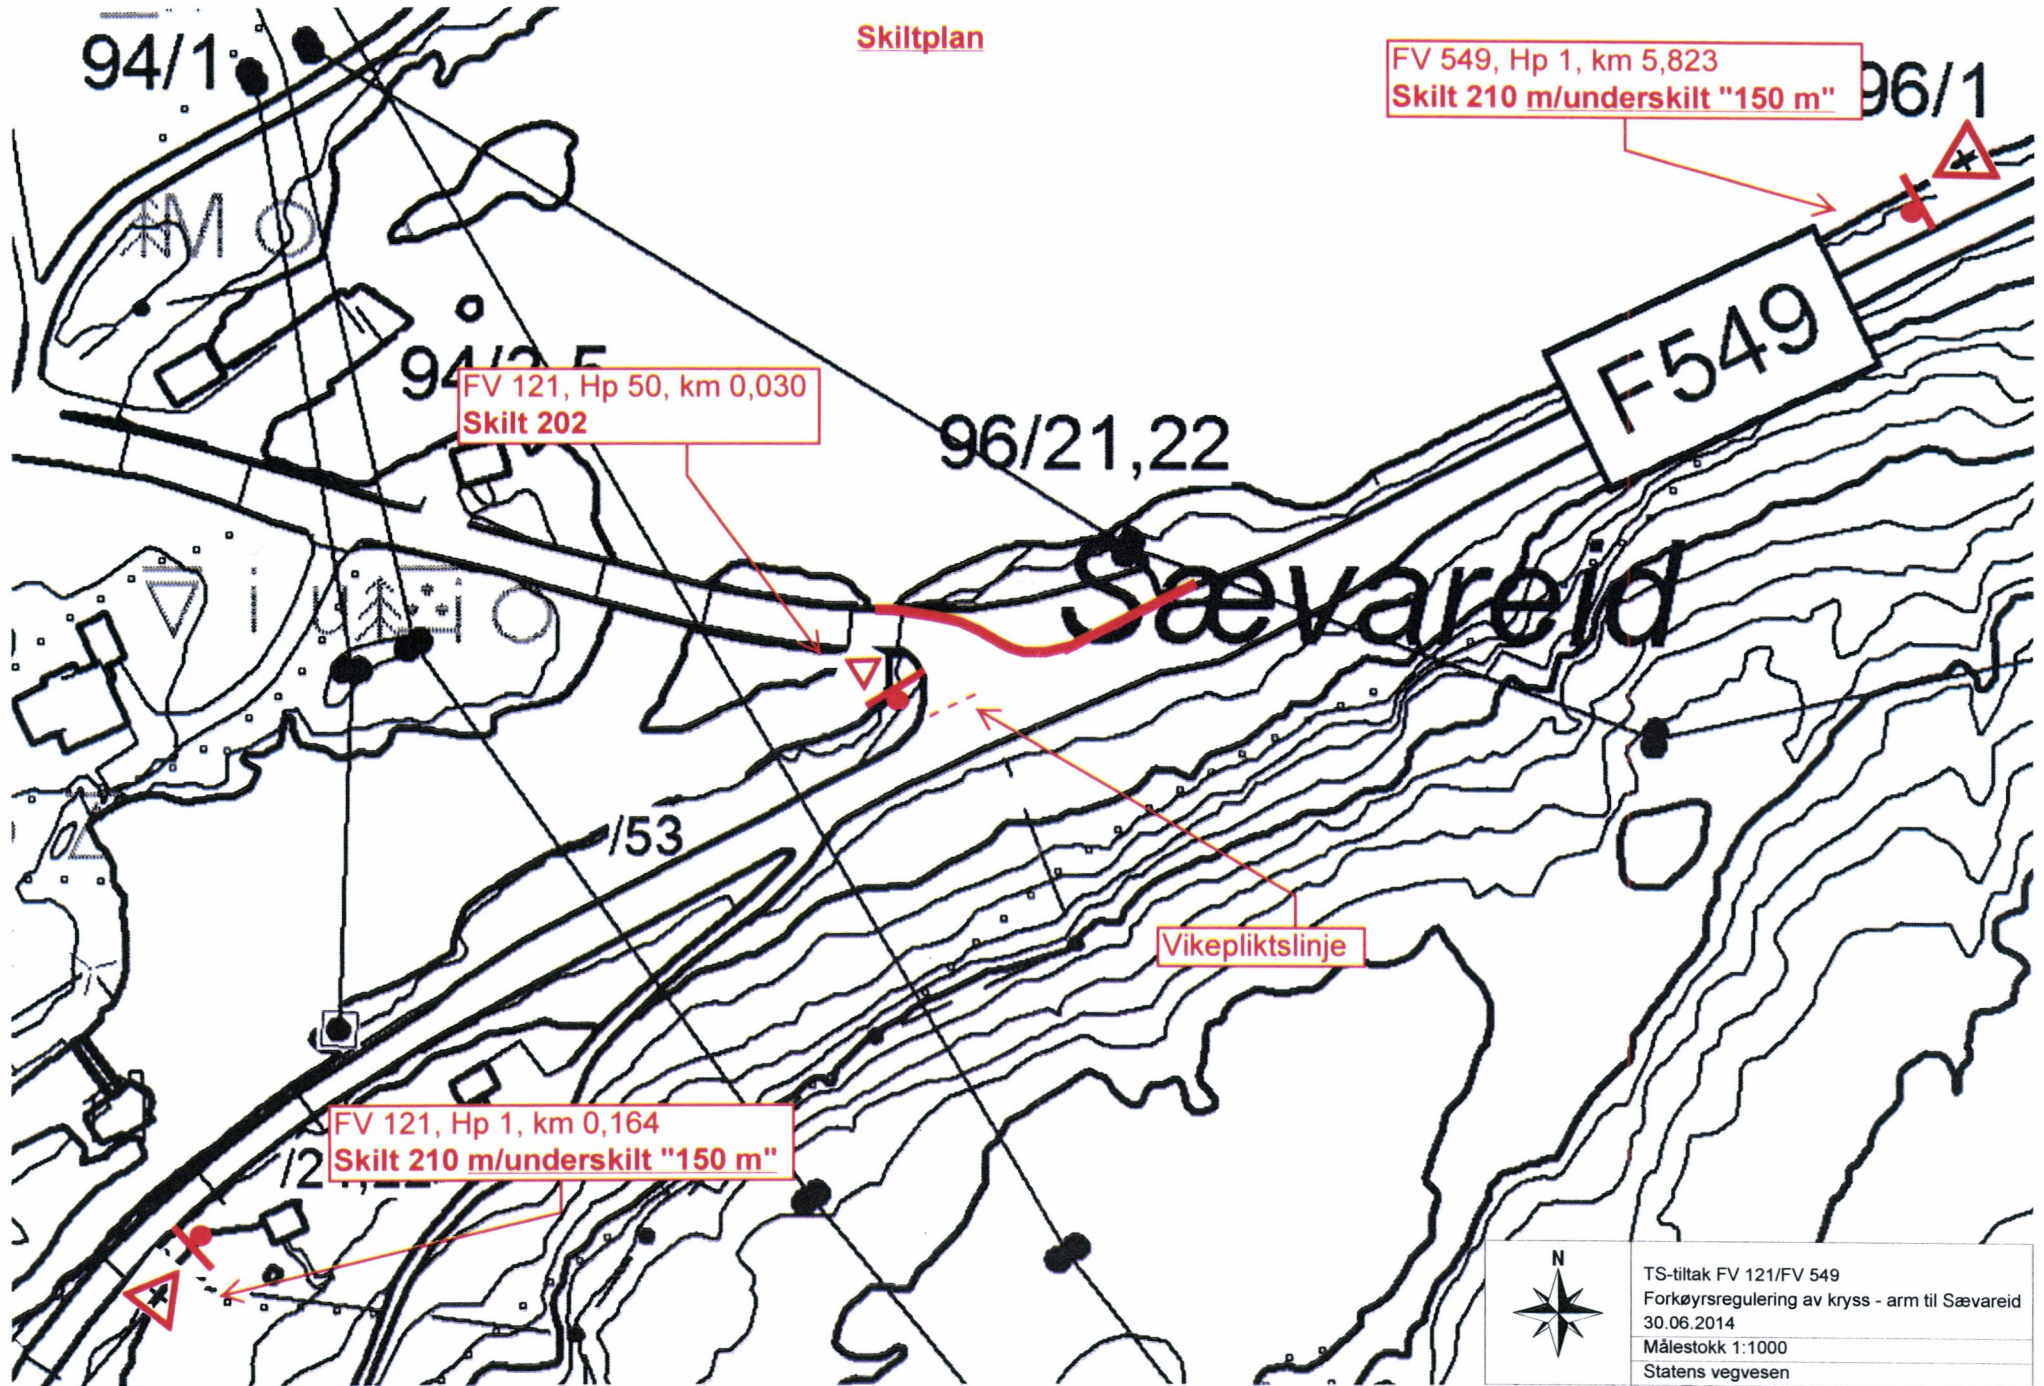 Skiltplan
94/1
FV 549, Hp 1, km 5,823
Skilt 210 m/underskilt "150 m"
96/1
M
F549
FV 121, Hp 50, km 0,030
Skilt 202
96/21,22
Sævareid
/53
Vikepliktslinje
FV 121, Hp 1, km 0,164
Skilt 210 m/underskilt "150 m"
N
TS-tiltak FV 121/FV 549
Forkøyrsregulering av kryss - arm til Sævareid
30.06.2014
Målestokk 1:1000
Statens vegvesen